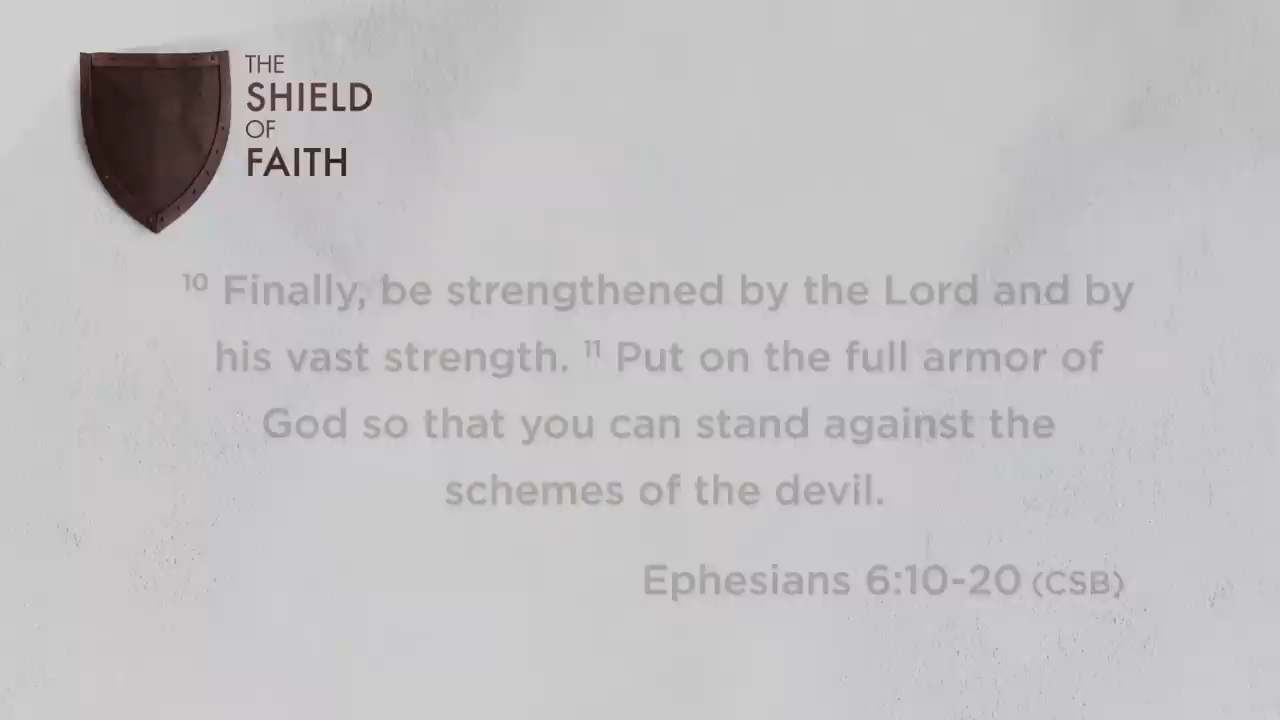 THE
SHIELD
OF
FAITH
¹⁰ Finally, be strengthened by the Lord and by
his vast strength. ¹¹ Put on the full armor of
God so that you can stand against the
schemes of the devil.
Ephesians 6:10-20 (CSB)